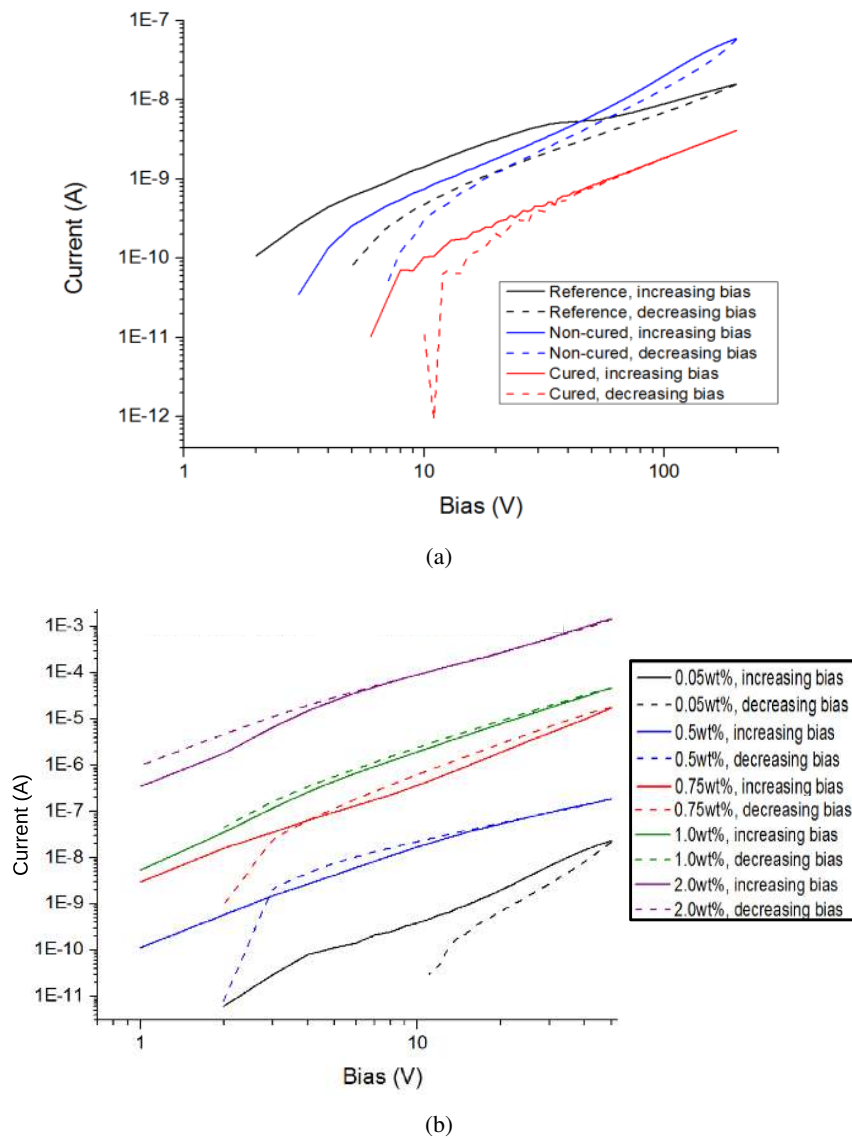 1E-7
1E-8
1E-9
1E-10
1E-11
1E-12
Current (A)
Reference, increasing bias
Reference, decreasing bias
Non-cured, increasing bias
Non-cured, decreasing bias
Cured, increasing bias
Cured, decreasing bias
1 10 100
Bias (V)
(a)
1E-3
1E-4
1E-5
1E-6
1E-7
1E-8
1E-9
1E-10
1E-11
Current (A)
0.05wt%, increasing bias
0.05wt%, decreasing bias
0.5wt%, increasing bias
0.5wt%, decreasing bias
0.75wt%, increasing bias
0.75wt%, decreasing bias
1.0wt%, increasing bias
1.0wt%, decreasing bias
2.0wt%, increasing bias
2.0wt%, decreasing bias
1 10
Bias (V)
(b)